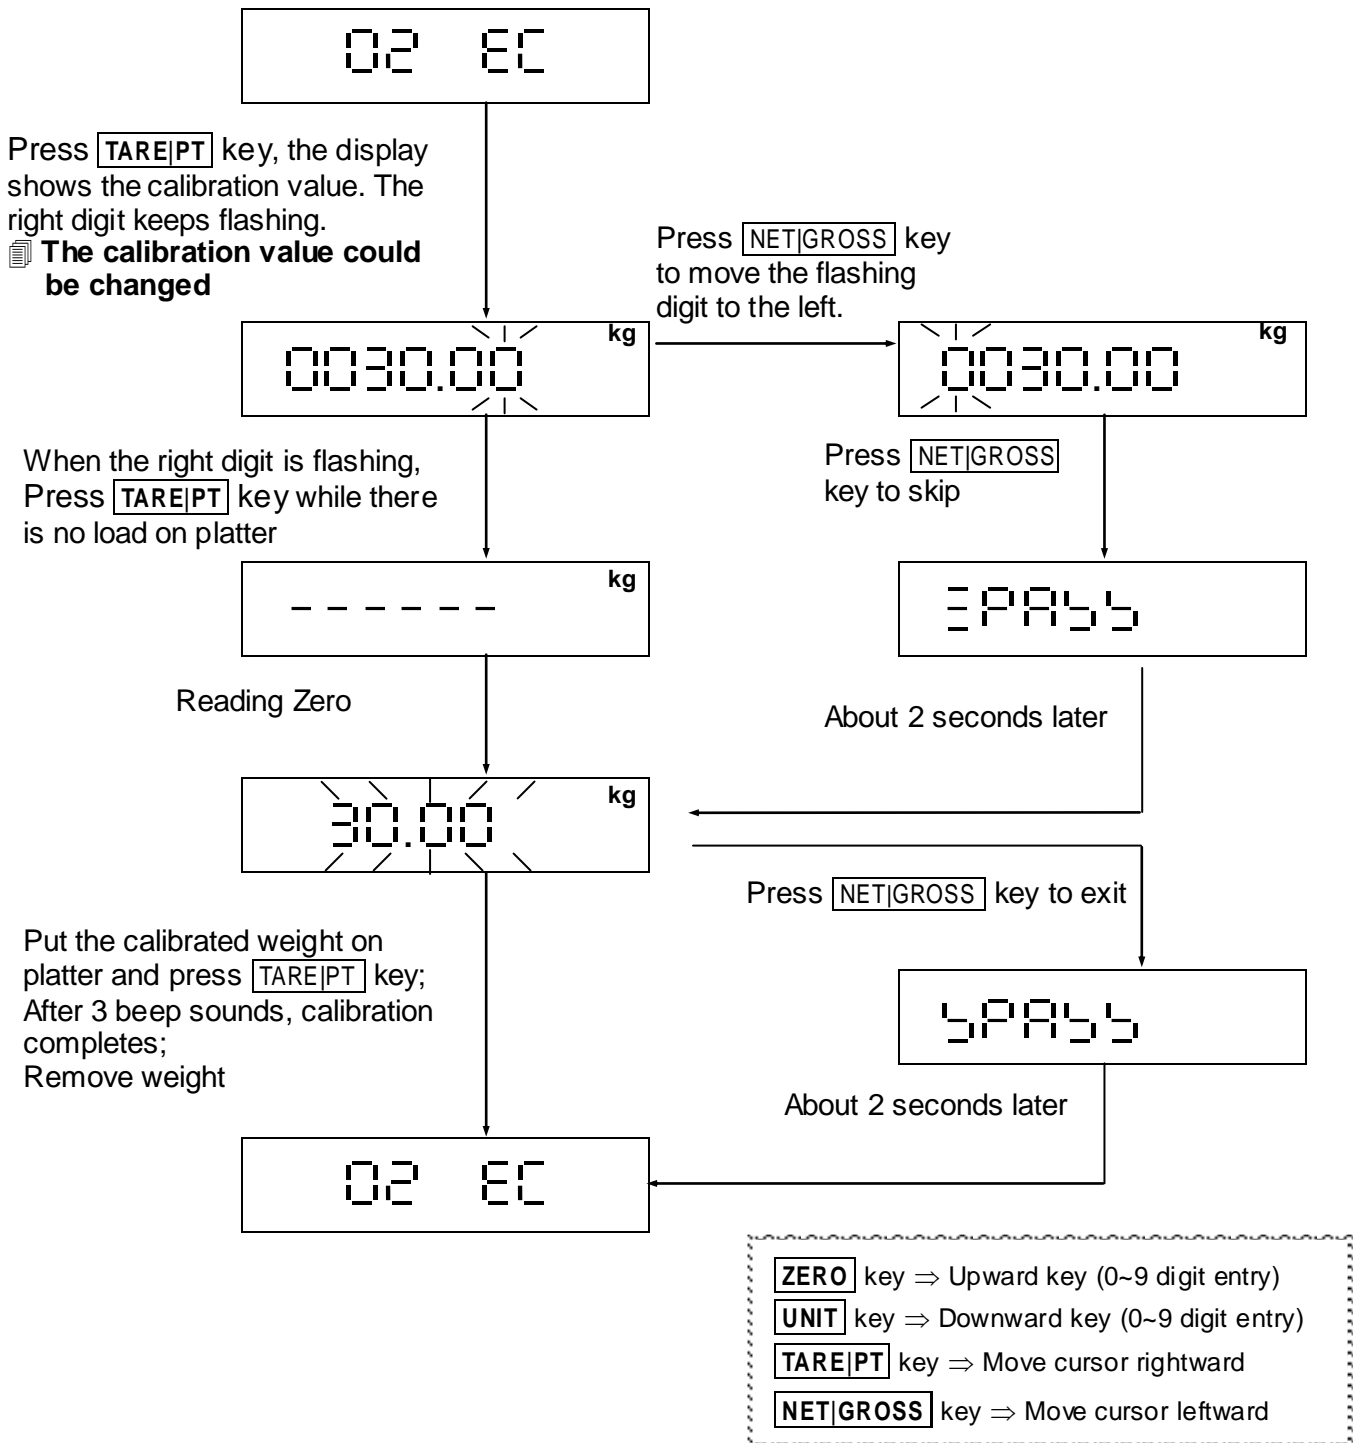 02 EC
Press TARE|PT key, the display
shows the calibration value. The
right digit keeps flashing.
The calibration value could
be changed
Press NET|GROSS key
to move the flashing
digit to the left.
kg
0030.00
kg
0030.00
When the right digit is flashing,
Press TARE|PT key while there
is no load on platter
Press NET|GROSS
key to skip
kg
- - - - - -
ΞPASS
Reading Zero
About 2 seconds later
kg
30.00
Press NET|GROSS key to exit
Put the calibrated weight on
platter and press TARE|PT key;
After 3 beep sounds, calibration
completes;
Remove weight
SPASS
About 2 seconds later
02 EC
ZERO key ⇒ Upward key (0~9 digit entry)
UNIT key ⇒ Downward key (0~9 digit entry)
TARE|PT key ⇒ Move cursor rightward
NET|GROSS key ⇒ Move cursor leftward